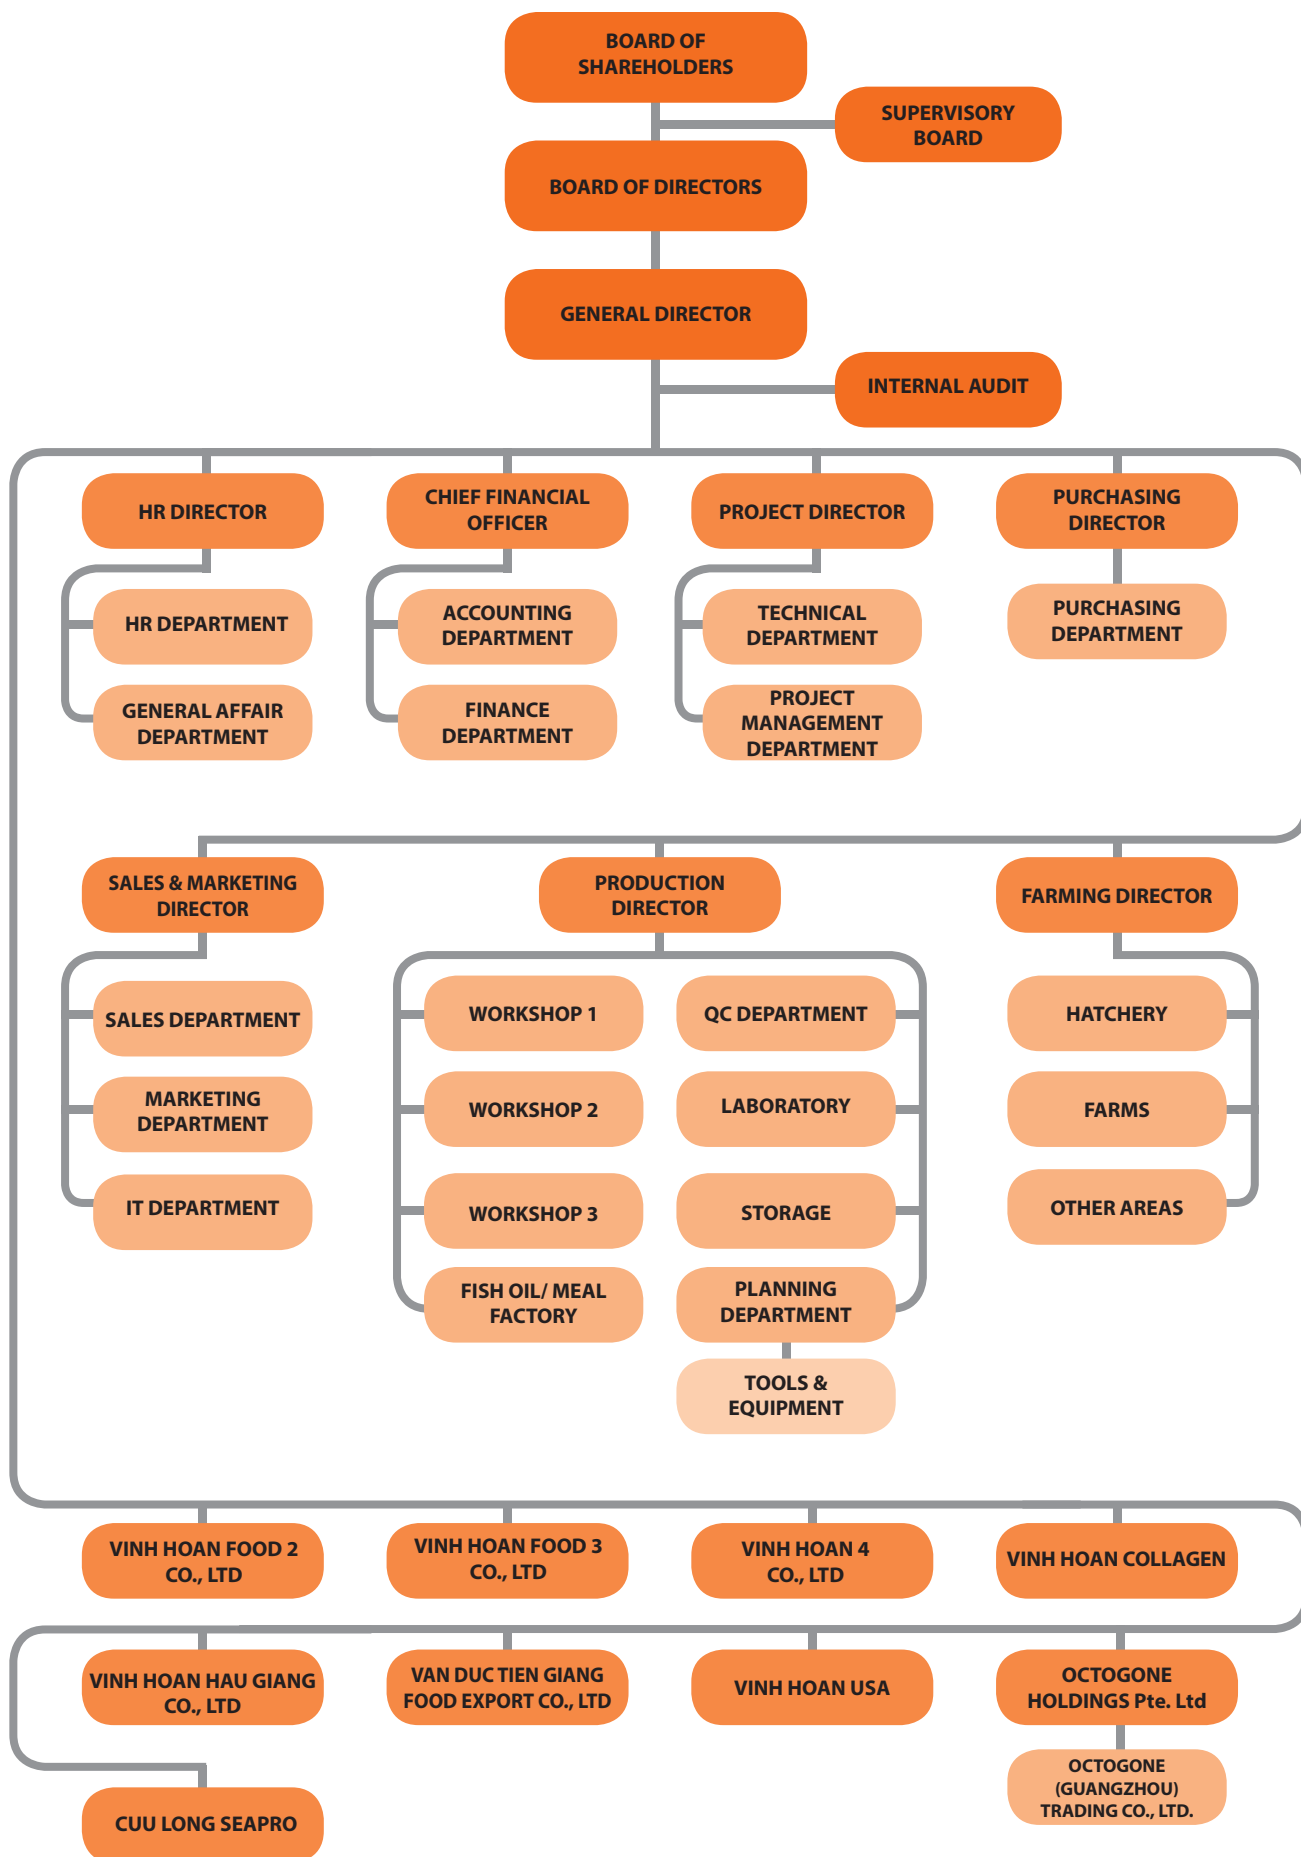 BOARD OF
SHAREHOLDERS
SUPERVISORY
BOARD
BOARD OF DIRECTORS
GENERAL DIRECTOR
INTERNAL AUDIT
HR DIRECTOR
CHIEF FINANCIAL
OFFICER
PROJECT DIRECTOR
PURCHASING
DIRECTOR
HR DEPARTMENT
ACCOUNTING
DEPARTMENT
TECHNICAL
DEPARTMENT
PURCHASING
DEPARTMENT
GENERAL AFFAIR
DEPARTMENT
FINANCE
DEPARTMENT
PROJECT
MANAGEMENT
DEPARTMENT
SALES & MARKETING
DIRECTOR
PRODUCTION
DIRECTOR
FARMING DIRECTOR
SALES DEPARTMENT
WORKSHOP 1
QC DEPARTMENT
HATCHERY
MARKETING
DEPARTMENT
WORKSHOP 2
LABORATORY
FARMS
IT DEPARTMENT
WORKSHOP 3
STORAGE
OTHER AREAS
FISH OIL/ MEAL
FACTORY
PLANNING
DEPARTMENT
TOOLS &
EQUIPMENT
VINH HOAN FOOD 2
CO., LTD
VINH HOAN FOOD 3
CO., LTD
VINH HOAN 4
CO., LTD
VINH HOAN COLLAGEN
VINH HOAN HAU GIANG
CO., LTD
VAN DUC TIEN GIANG
FOOD EXPORT CO., LTD
VINH HOAN USA
OCTOGONE
HOLDINGS Pte. Ltd
OCTOGONE
(GUANGZHOU)
TRADING CO., LTD.
CUU LONG SEAPRO